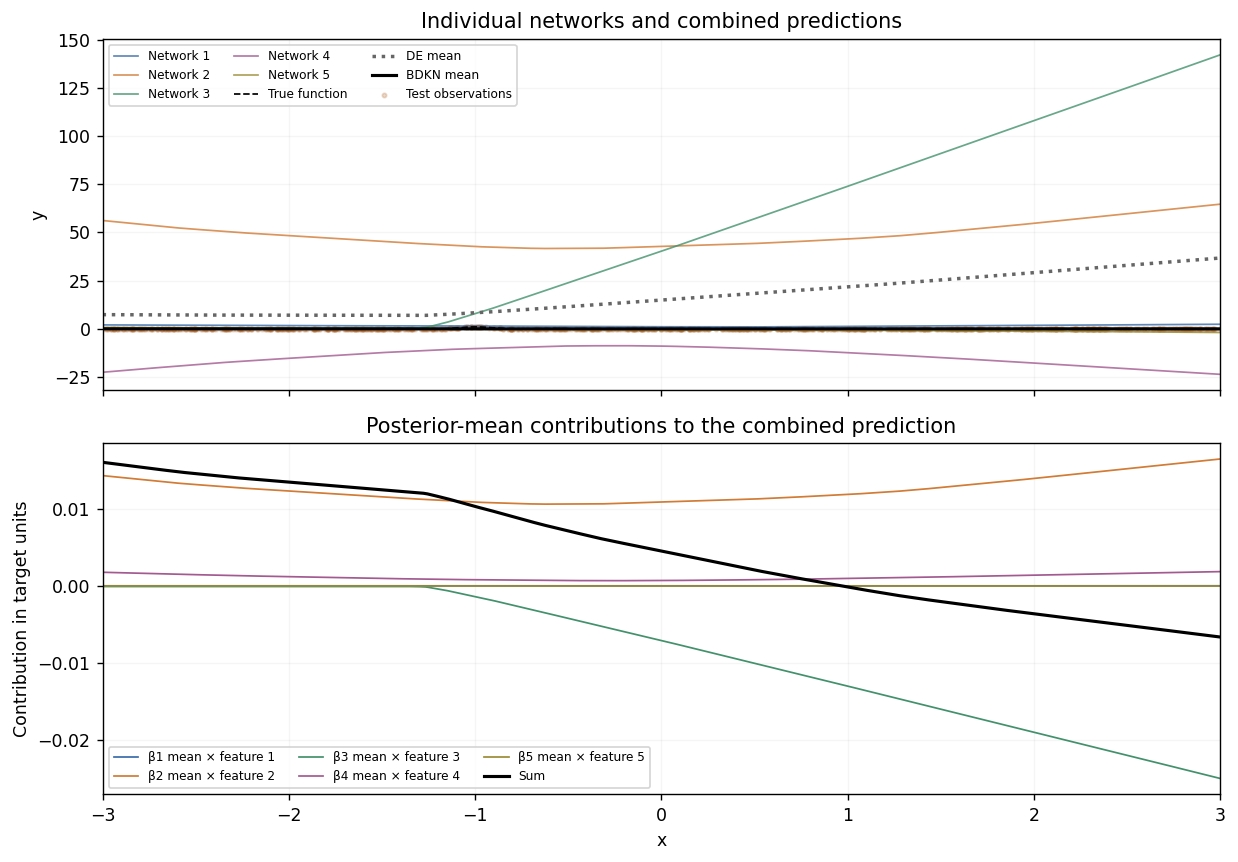 Individual networks and combined predictions
150
125
100
75
50
25
0
−25
y
Network 1
Network 2
Network 3
Network 4
Network 5
True function
DE mean
BDKN mean
Test observations
Posterior-mean contributions to the combined prediction
0.01
0.00
−0.01
−0.02
Contribution in target units
β1 mean × feature 1
β2 mean × feature 2
β3 mean × feature 3
β4 mean × feature 4
β5 mean × feature 5
Sum
−3 −2 −1 0 1 2 3
x